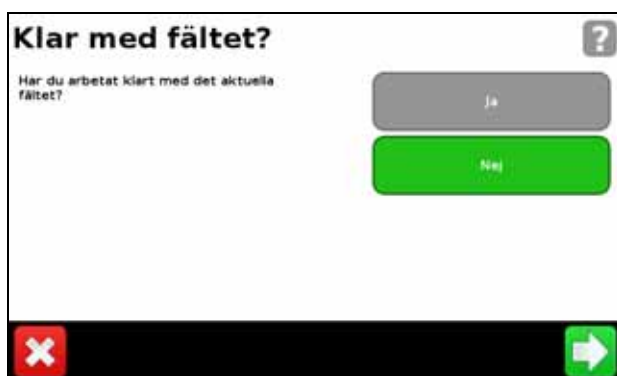 Klar med fältet?
?
Har du arbetat klart med det aktuella
fältet?
Ja
Nej